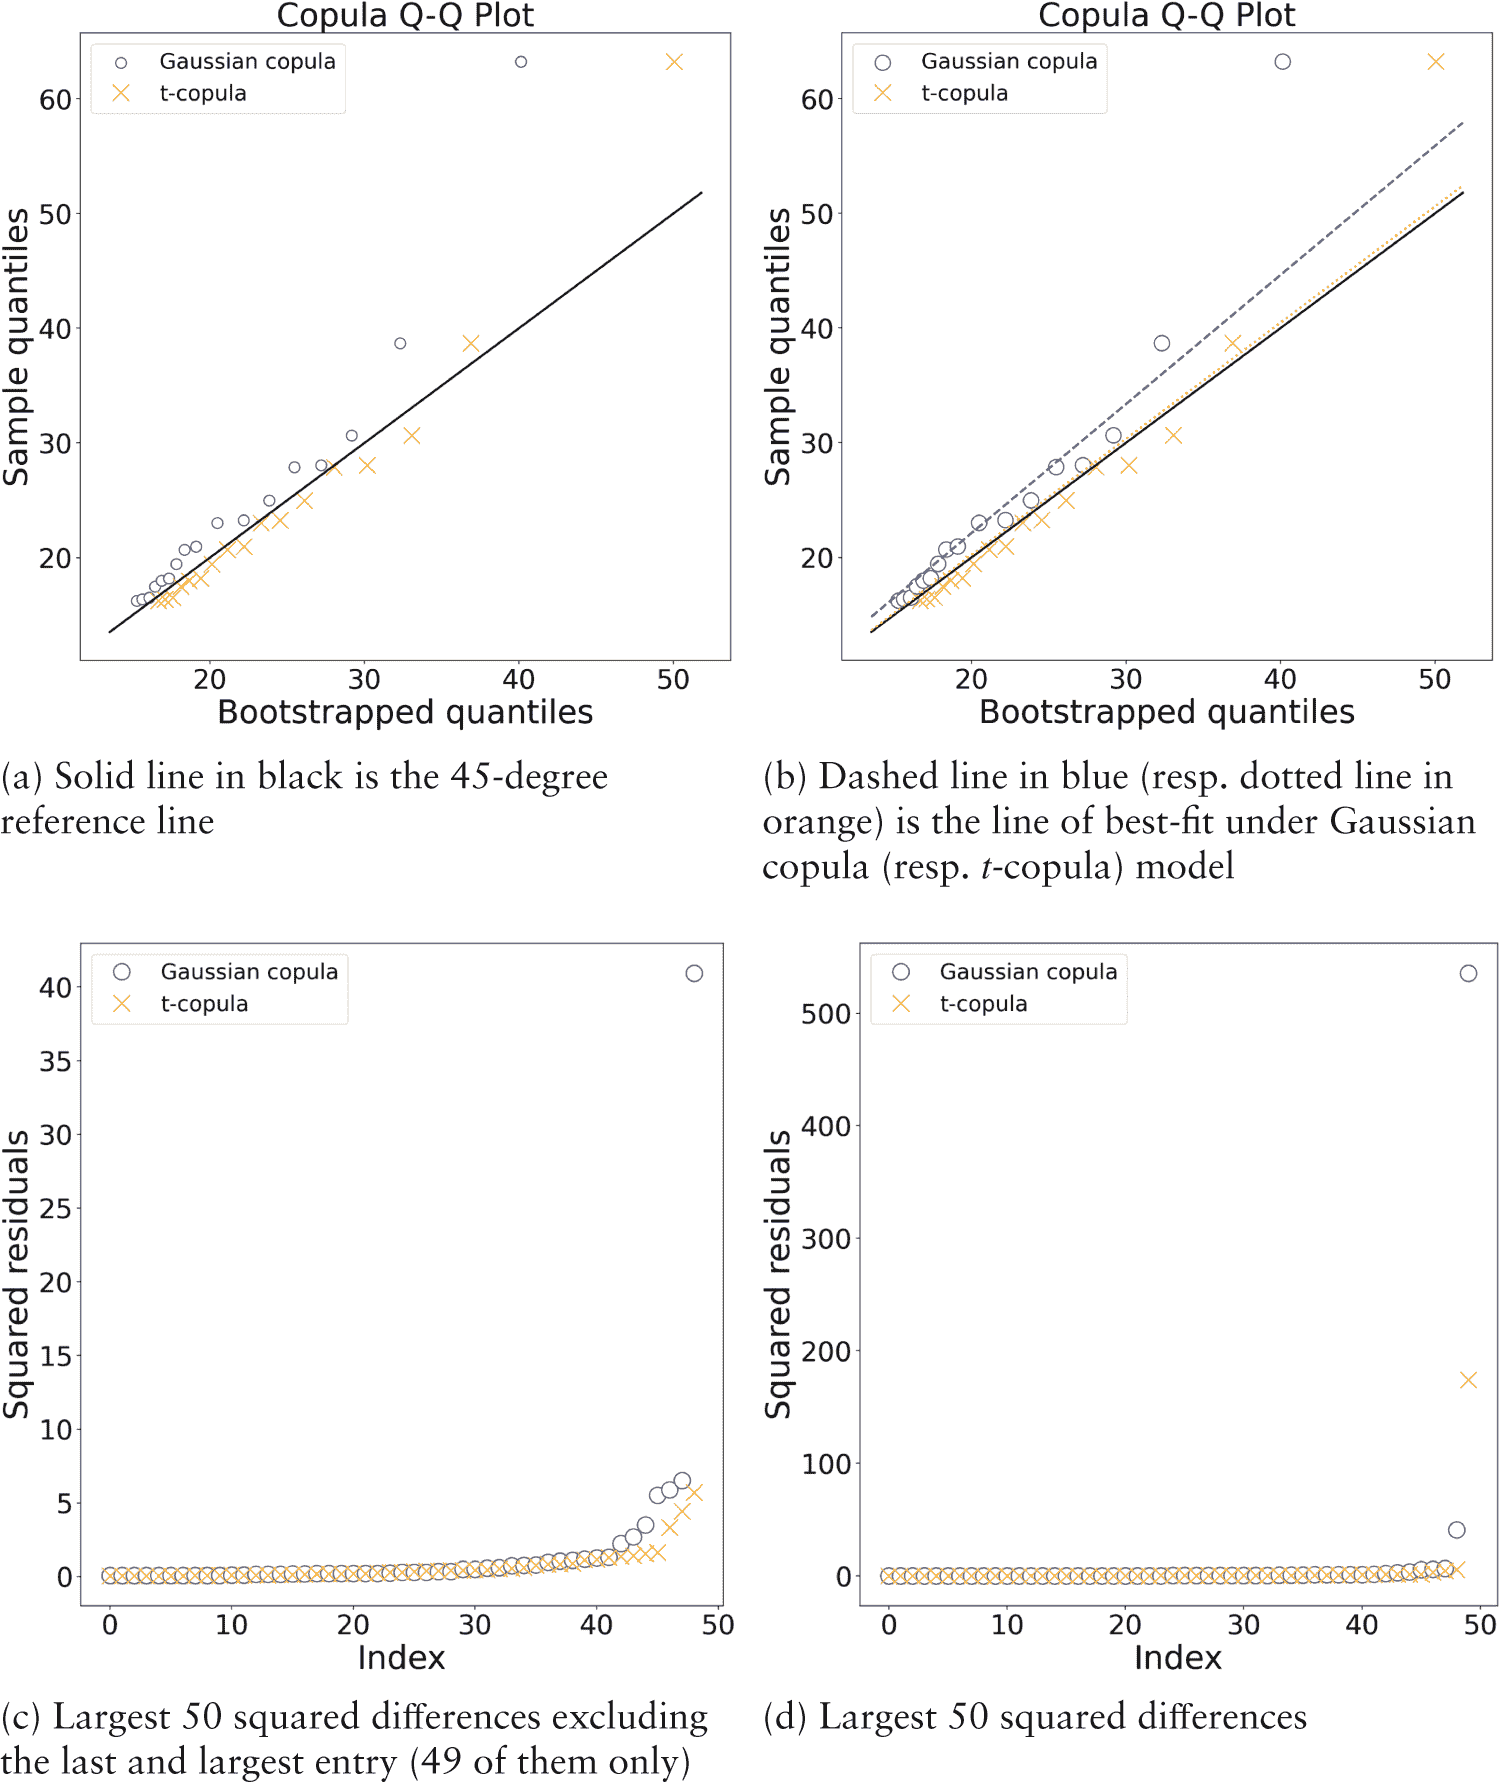 Copula Q-Q Plot
Gaussian copula
t-copula
60
50
40
30
20
Sample quantiles
20 30 40 50
Bootstrapped quantiles
(a) Solid line in black is the 45-degree
reference line
Copula Q-Q Plot
Gaussian copula
t-copula
60
50
40
30
20
Sample quantiles
20 30 40 50
Bootstrapped quantiles
(b) Dashed line in blue (resp. dotted line in
orange) is the line of best-fit under Gaussian
copula (resp. t-copula) model
Gaussian copula
t-copula
40
35
30
25
20
15
10
5
0
Squared residuals
0 10 20 30 40 50
Index
(c) Largest 50 squared differences excluding
the last and largest entry (49 of them only)
Gaussian copula
t-copula
500
400
300
200
100
0
Squared residuals
0 10 20 30 40 50
Index
(d) Largest 50 squared differences